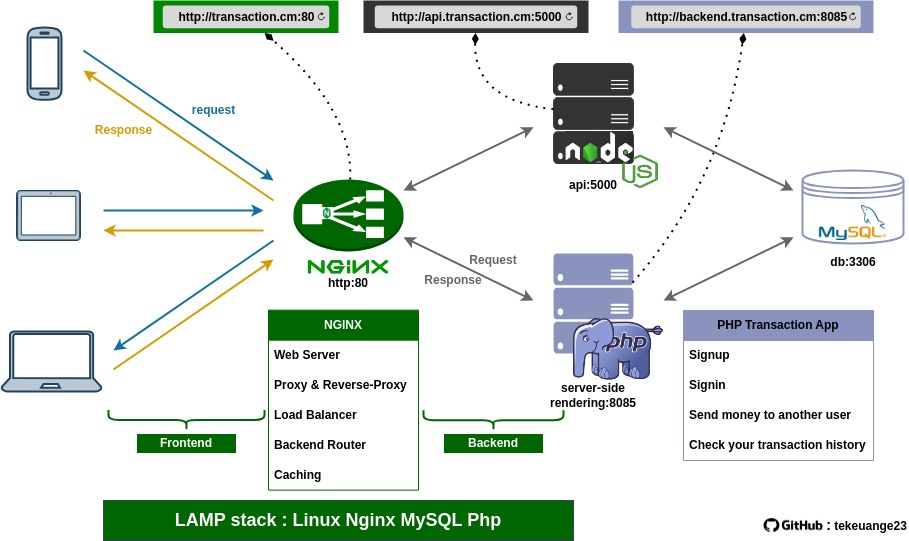 http://transaction.cm:80
http://api.transaction.cm:5000
http://backend.transaction.cm:8085
request
Response
node
JS
api:5000
N
NGiNX
http:80
MySQL
db:3306
Request
Response
php
server-side
rendering:8085
NGINX
Web Server
Proxy & Reverse-Proxy
Load Balancer
Backend Router
Caching
PHP Transaction App
Signup
Signin
Send money to another user
Check your transaction history
Frontend
Backend
LAMP stack : Linux Nginx MySQL Php
GitHub : tekeuange23